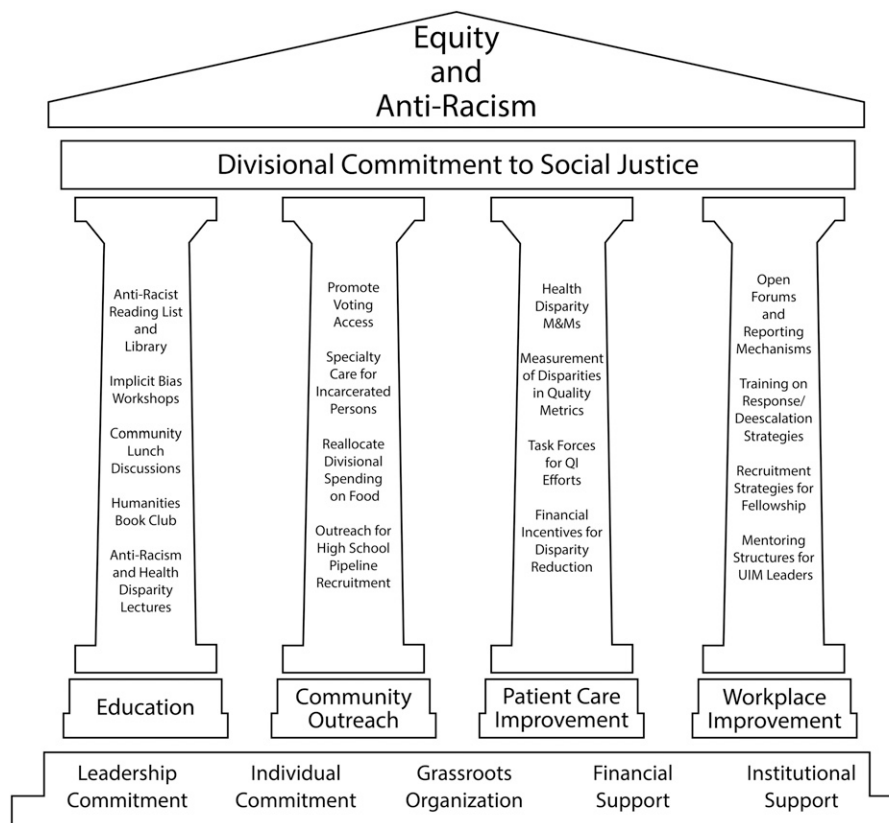 Equity
and
Anti-Racism
Divisional Commitment to Social Justice
Anti-Racist
Reading List
and
Library
Implicit Bias
Workshops
Community
Lunch
Discussions
Humanities
Book Club
Anti-Racism
and Health
Disparity
Lectures
Education
Promote
Voting
Access
Specialty
Care for
Incarcerated
Persons
Reallocate
Divisional
Spending
on Food
Outreach for
High School
Pipeline
Recruitment
Community
Outreach
Health
Disparity
M&Ms
Measurement
of Disparities
in Quality
Metrics
Task Forces
for QI
Efforts
Financial
Incentives for
Disparity
Reduction
Patient Care
Improvement
Open
Forums
and
Reporting
Mechanisms
Training on
Response/
Deescalation
Strategies
Recruitment
Strategies for
Fellowship
Mentoring
Structures for
UIM Leaders
Workplace
Improvement
Leadership
Commitment
Individual
Commitment
Grassroots
Organization
Financial
Support
Institutional
Support